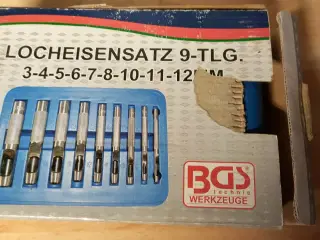 LOCHEISENSATZ 9-TLG.
3-4-5-6-7-8-10-11-12MM
BGS
technic
WERKZEUGE